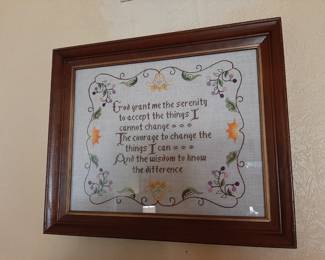 God grant me the serenity
to accept the things I
cannot change
The courage to change the
things I can
And the wisdom to know
the difference